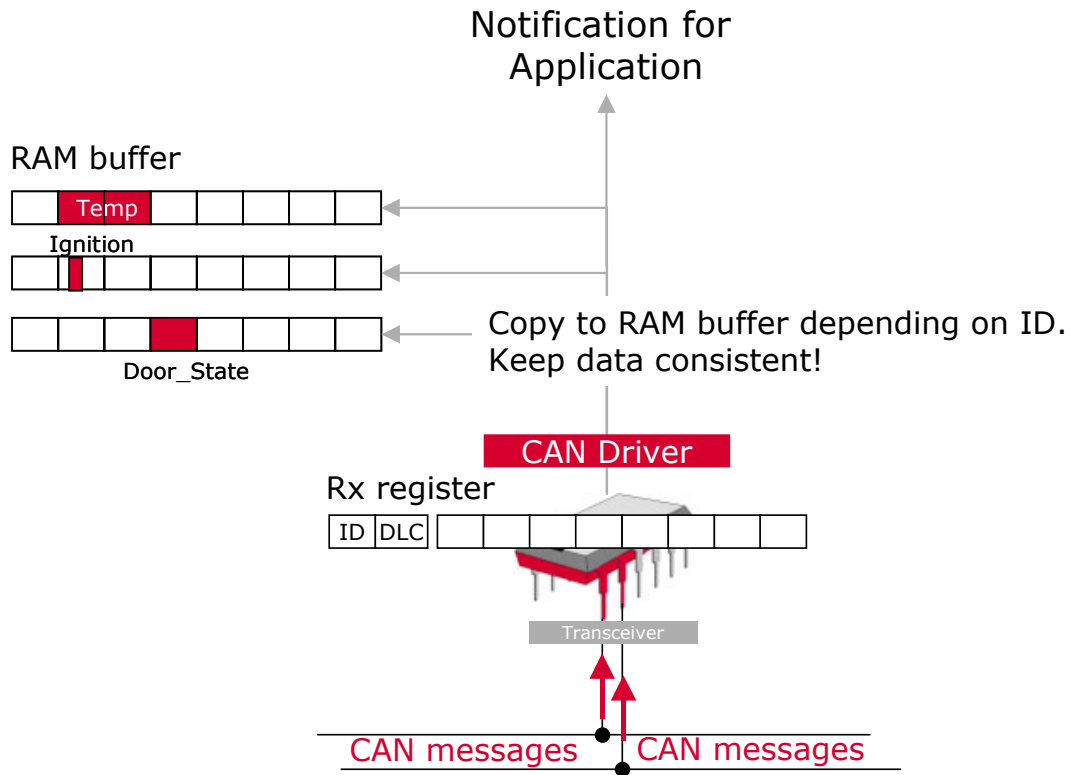 Notification for
Application
RAM buffer
Temp
Ignition
Door_State
Copy to RAM buffer depending on ID.
Keep data consistent!
CAN Driver
Rx register
ID DLC
Transceiver
CAN messages CAN messages